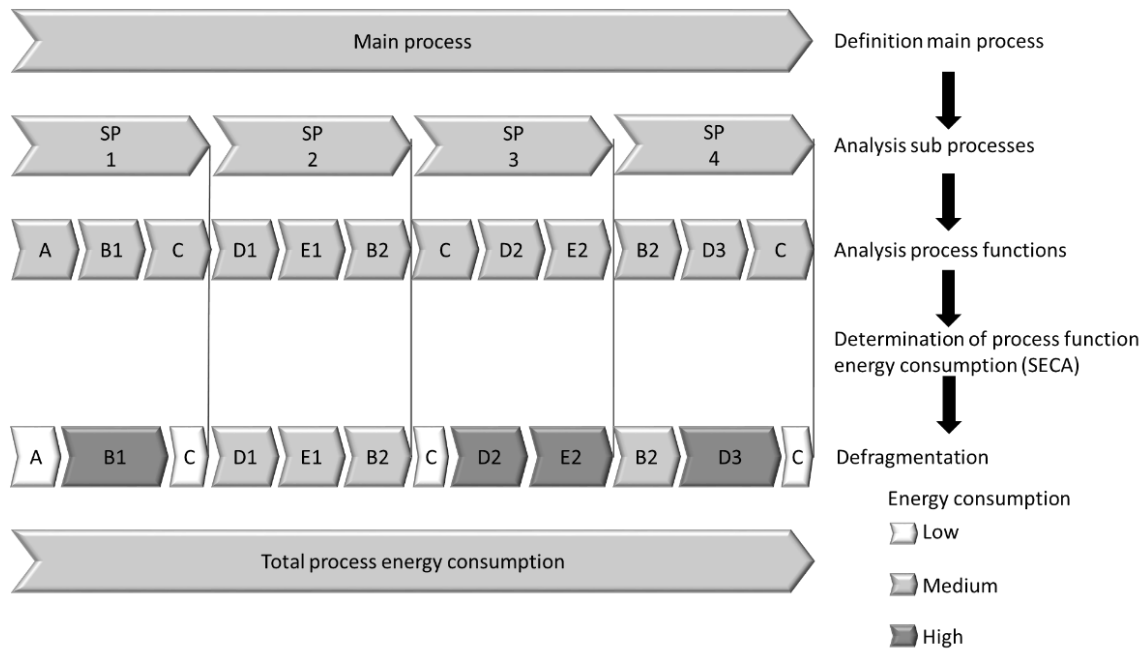 Main process
Definition main process
SP
1
SP
2
SP
3
SP
4
Analysis sub processes
A B1 C D1 E1 B2 C D2 E2 B2 D3 C
Analysis process functions
Determination of process function
energy consumption (SECA)
A B1 C D1 E1 B2 C D2 E2 B2 D3 C
Defragmentation
Energy consumption
Low
Total process energy consumption
Medium
High